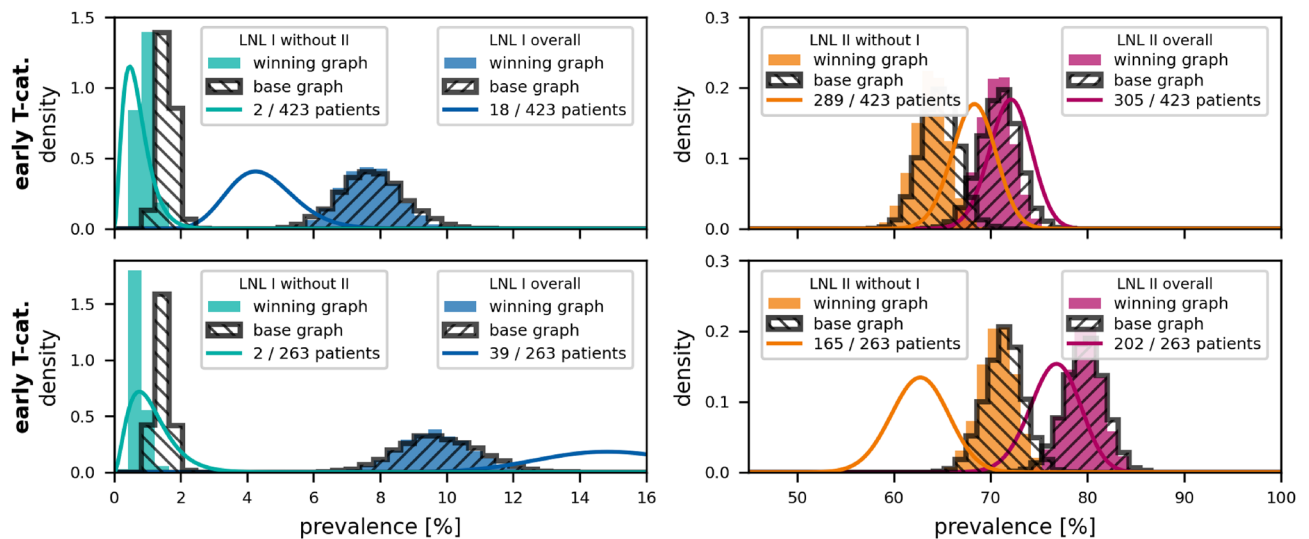 early T-cat.
density
1.5
1.0
0.5
0.0
LNL I without II
winning graph
base graph
2 / 423 patients
LNL I overall
winning graph
base graph
18 / 423 patients
density
0.3
0.2
0.1
0.0
LNL II without I
winning graph
base graph
289 / 423 patients
LNL II overall
winning graph
base graph
305 / 423 patients
early T-cat.
density
1.5
1.0
0.5
0.0
LNL I without II
winning graph
base graph
2 / 263 patients
LNL I overall
winning graph
base graph
39 / 263 patients
0 2 4 6 8 10 12 14 16
prevalence [%]
density
0.3
0.2
0.1
0.0
LNL II without I
winning graph
base graph
165 / 263 patients
LNL II overall
winning graph
base graph
202 / 263 patients
50 60 70 80 90 100
prevalence [%]